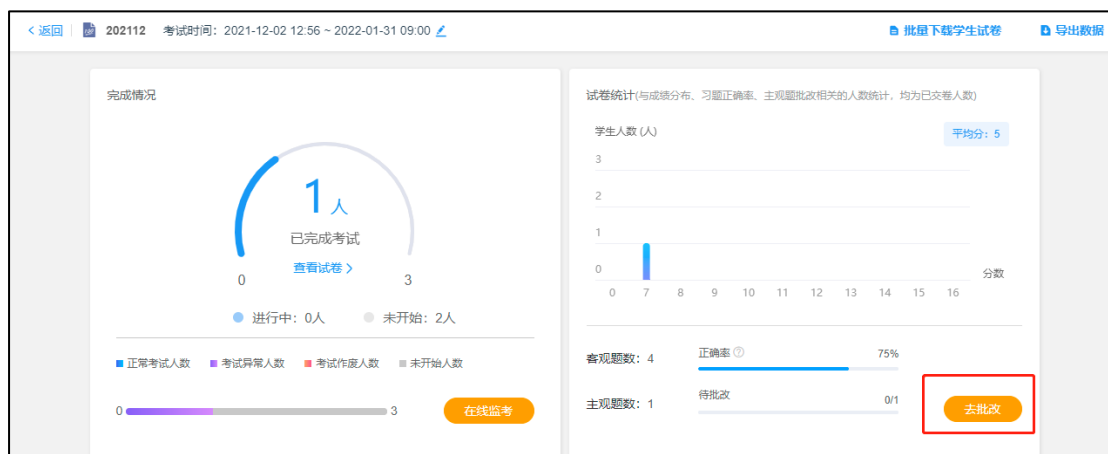 <返回 202112 考试时间：2021-12-02 12:56 ~ 2022-01-31 09:00 批量下载学生试卷 导出数据
完成情况
1人
已完成考试
查看试卷 >
0 3
进行中：0人 未开始：2人
正常考试人数 考试异常人数 考试作废人数 未开始人数
0 3 在线监考
试卷统计(与成绩分布、习题正确率、主观题批改相关的人数统计，均为已交卷人数)
学生人数 (人) 平均分：5
3
2
1
0
分数
0 7 8 9 10 11 12 13 14 15 16
客观题数：4 正确率 ? 75%
主观题数：1 待批改 0/1 去批改